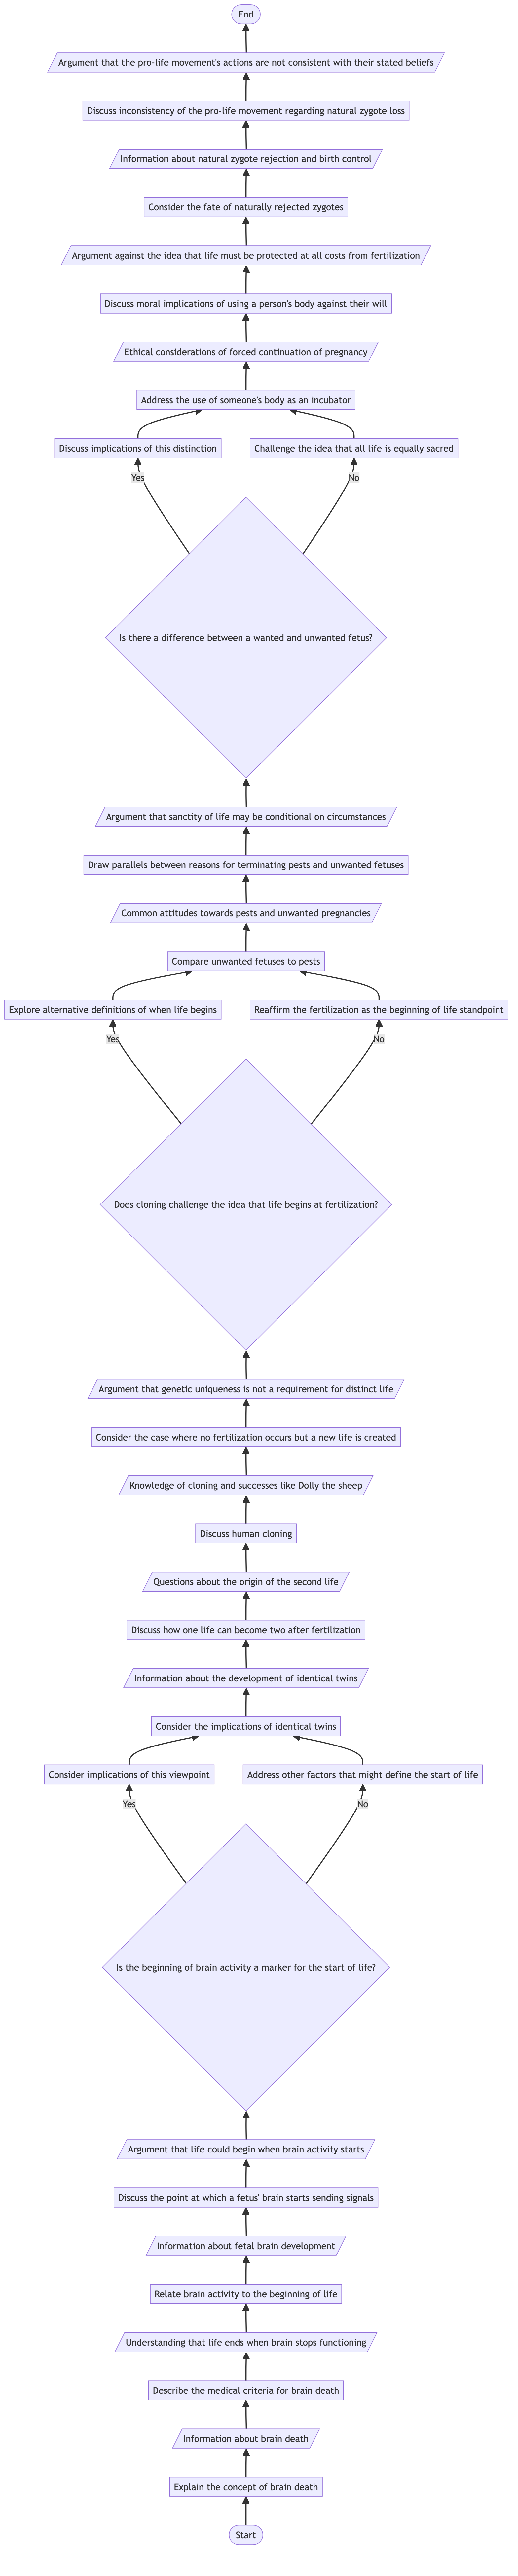 End
Argument that the pro-life movement's actions are not consistent with their stated beliefs
Discuss inconsistency of the pro-life movement regarding natural zygote loss
Information about natural zygote rejection and birth control
Consider the fate of naturally rejected zygotes
Argument against the idea that life must be protected at all costs from fertilization
Discuss moral implications of using a person's body against their will
Ethical considerations of forced continuation of pregnancy
Address the use of someone's body as an incubator
Discuss implications of this distinction
Challenge the idea that all life is equally sacred
Yes
No
Is there a difference between a wanted and unwanted fetus?
Argument that sanctity of life may be conditional on circumstances
Draw parallels between reasons for terminating pests and unwanted fetuses
Common attitudes towards pests and unwanted pregnancies
Compare unwanted fetuses to pests
Explore alternative definitions of when life begins
Reaffirm the fertilization as the beginning of life standpoint
Yes
No
Does cloning challenge the idea that life begins at fertilization?
Argument that genetic uniqueness is not a requirement for distinct life
Consider the case where no fertilization occurs but a new life is created
Knowledge of cloning and successes like Dolly the sheep
Discuss human cloning
Questions about the origin of the second life
Discuss how one life can become two after fertilization
Information about the development of identical twins
Consider the implications of identical twins
Consider implications of this viewpoint
Address other factors that might define the start of life
Yes
No
Is the beginning of brain activity a marker for the start of life?
Argument that life could begin when brain activity starts
Discuss the point at which a fetus' brain starts sending signals
Information about fetal brain development
Relate brain activity to the beginning of life
Understanding that life ends when brain stops functioning
Describe the medical criteria for brain death
Information about brain death
Explain the concept of brain death
Start